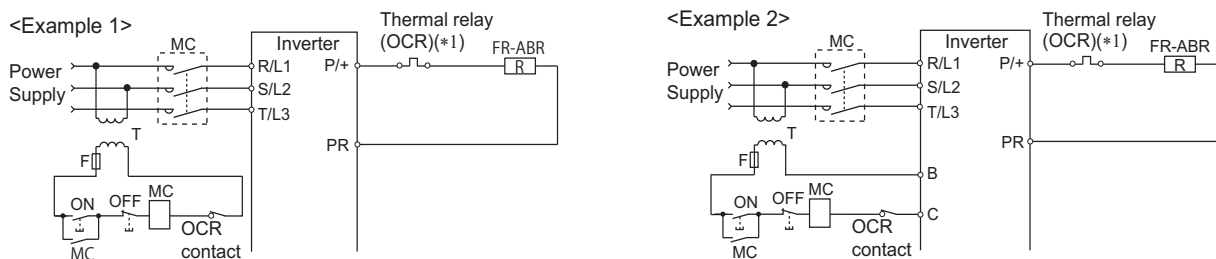 <Example 1>
MC
Inverter
Thermal relay
(OCR)(*1)
FR-ABR
Power
Supply
R/L1
S/L2
T/L3
P/+
R
PR
T
F
ON
OFF
MC
MC
OCR
contact
<Example 2>
MC
Inverter
Thermal relay
(OCR)(*1)
FR-ABR
Power
Supply
R/L1
S/L2
T/L3
P/+
R
PR
T
F
B
ON
OFF
MC
C
MC
OCR
contact